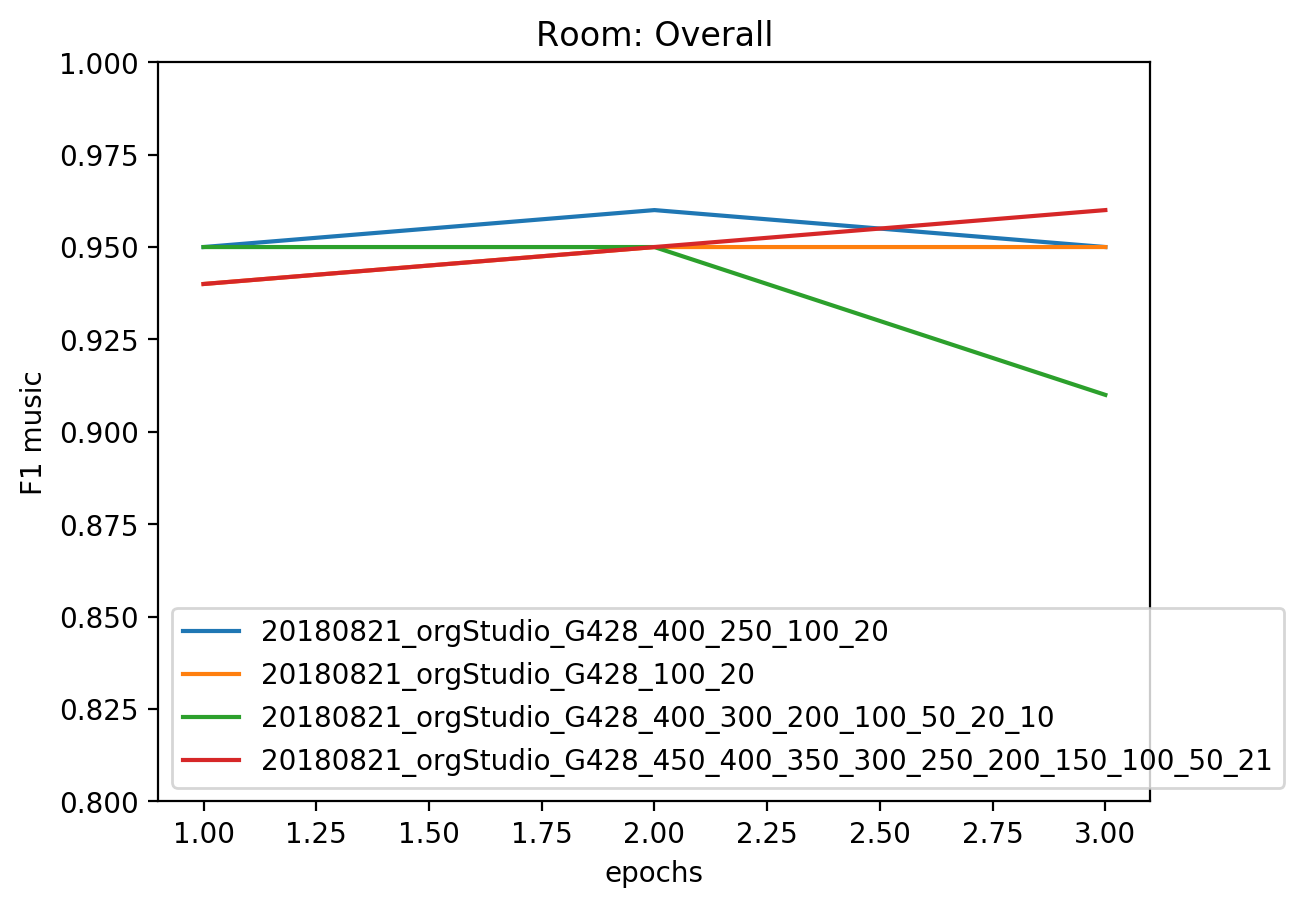 Room: Overall
1.000
0.975
0.950
0.925
0.900
0.875
0.850
0.825
0.800
F1 music
20180821_orgStudio_G428_400_250_100_20
20180821_orgStudio_G428_100_20
20180821_orgStudio_G428_400_300_200_100_50_20_10
20180821_orgStudio_G428_450_400_350_300_250_200_150_100_50_21
1.00 1.25 1.50 1.75 2.00 2.25 2.50 2.75 3.00
epochs